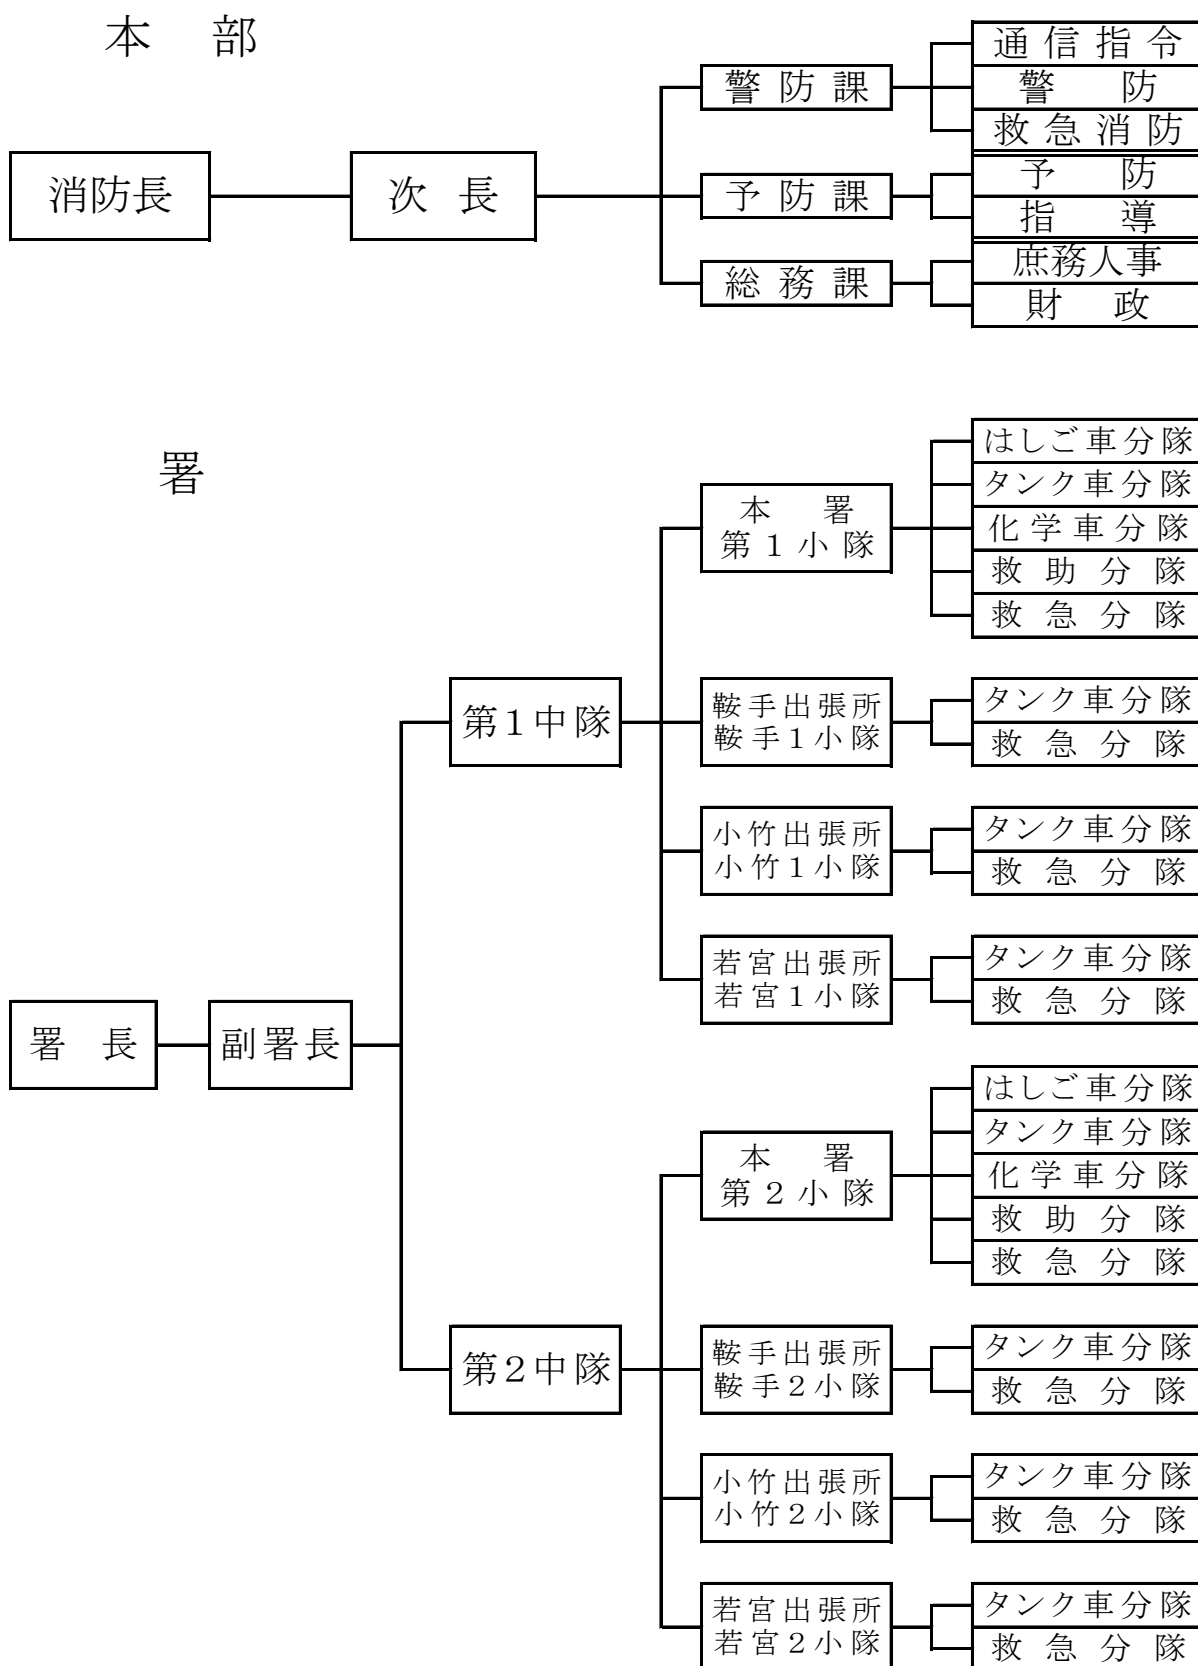 本部
消防長
次長
警防課
通信指令
警防
救急消防
予防課
予防
指導
総務課
庶務人事
財政
署
署長
副署長
第1中隊
本署
第1小隊
はしご車分隊
タンク車分隊
化学車分隊
救助分隊
救急分隊
鞍手出張所
鞍手1小隊
タンク車分隊
救急分隊
小竹出張所
小竹1小隊
タンク車分隊
救急分隊
若宮出張所
若宮1小隊
タンク車分隊
救急分隊
第2中隊
本署
第2小隊
はしご車分隊
タンク車分隊
化学車分隊
救助分隊
救急分隊
鞍手出張所
鞍手2小隊
タンク車分隊
救急分隊
小竹出張所
小竹2小隊
タンク車分隊
救急分隊
若宮出張所
若宮2小隊
タンク車分隊
救急分隊